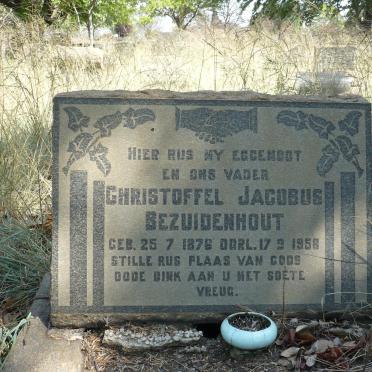 HIER RUS MY EGGENOOT
EN ONS VADER
CHRISTOFFEL JACOBUS
BEZUIDENHOUT
GEB. 25 7 1876 OORL. 17 9 1958
STILLE RUS PLAAS VAN GODS
DODE DINK AAN U MET SOETE
VREUG.